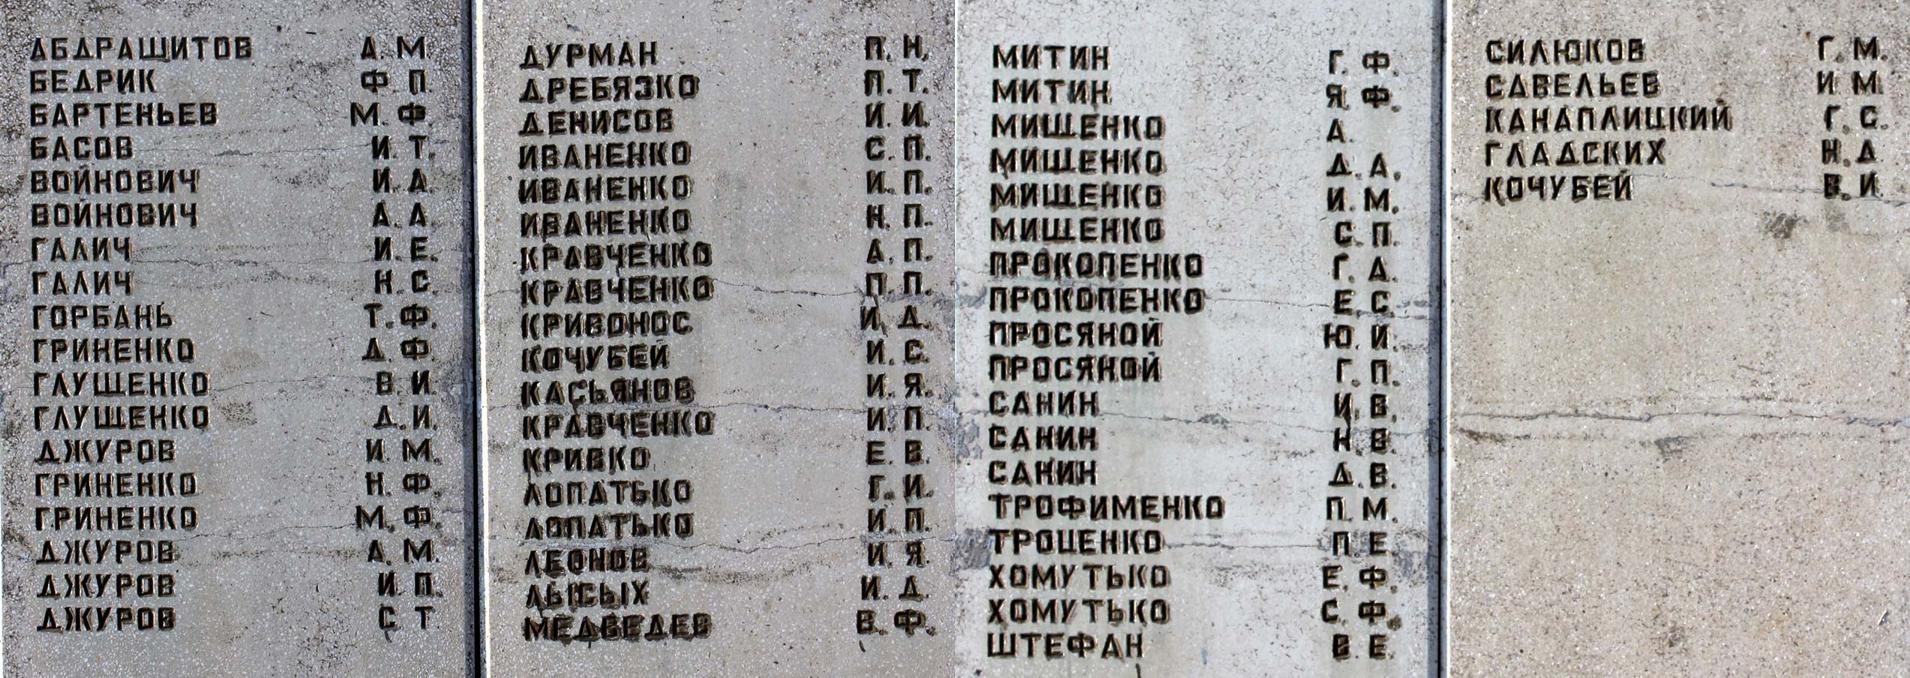 АБДРАЩИТОВ А. М
БЕДРИК Ф П
БАРТЕНЬЕВ М. Ф
БАСОВ И. Т.
ВОЙНОВИЧ И. А
ВОЙНОВИЧ А. А
ГАЛИЧ И. Е.
ГАЛИЧ Н. С.
ГОРБАНЬ Т. Ф.
ГРИНЕНКО Д. Ф.
ГЛУЩЕНКО В. И
ГЛУЩЕНКО Д. И.
ДЖУРОВ И М.
ГРИНЕНКО Н. Ф.
ГРИНЕНКО М. Ф.
ДЖУРОВ А. М.
ДЖУРОВ И П.
ДЖУРОВ С Т
ДУРМАН П. Н,
ДРЕБЯЗКО П. Т.
ДЕНИСОВ И. И.
ИВАНЕНКО С. П.
ИВАНЕНКО И. П.
ИВАНЕНКО Н. П.
КРАВЧЕНКО А. П.
КРАВЧЕНКО П П.
КРИВОНОС И, Д.
КОЧУБЕЙ И. С.
КАСЬЯНОВ И. Я.
КРАВЧЕНКО И. П.
КРИВКО Е. В.
ЛОПАТЬКО Г. И.
ЛОПАТЬКО И. П.
ЛЕОНОВ И. Я.
ЛЫСЫХ И. Д.
МЕДВЕДЕВ В. Ф.
МИТИН Г. Ф.
МИТИН Я Ф.
МИЩЕНКО А.
МИЩЕНКО Д. А.
МИЩЕНКО И. М.
МИЩЕНКО С. П.
ПРОКОПЕНКО Г. А.
ПРОКОПЕНКО Е С.
ПРОСЯНОЙ Ю. И.
ПРОСЯНОЙ Г. П.
САНИН И. В.
САНИН Н В.
САНИН Д. В.
ТРОФИМЕНКО П. М.
ТРОЦЕНКО П. Е
ХОМУТЬКО Е. Ф.
ХОМУТЬКО С. Ф.
ШТЕФАН В Е.
СИЛЮКОВ Г. М.
САВЕЛЬЕВ И М.
КАНАПЛИЦКИЙ Г. С.
ГЛАДСКИХ Н. Д
КОЧУБЕЙ В. И.